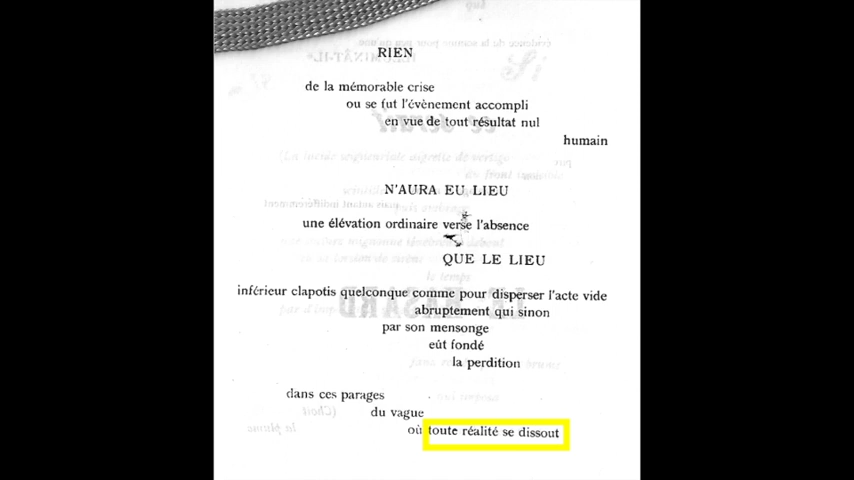 RIEN
de la mémorable crise
ou se fut l'évènement accompli
en vue de tout résultat nul
humain
N'AURA EU LIEU
une élévation ordinaire verse l'absence
QUE LE LIEU
inférieur clapotis quelconque comme pour disperser l'acte vide
abruptement qui sinon
par son mensonge
eût fondé
la perdition
dans ces parages
du vague
où toute réalité se dissout